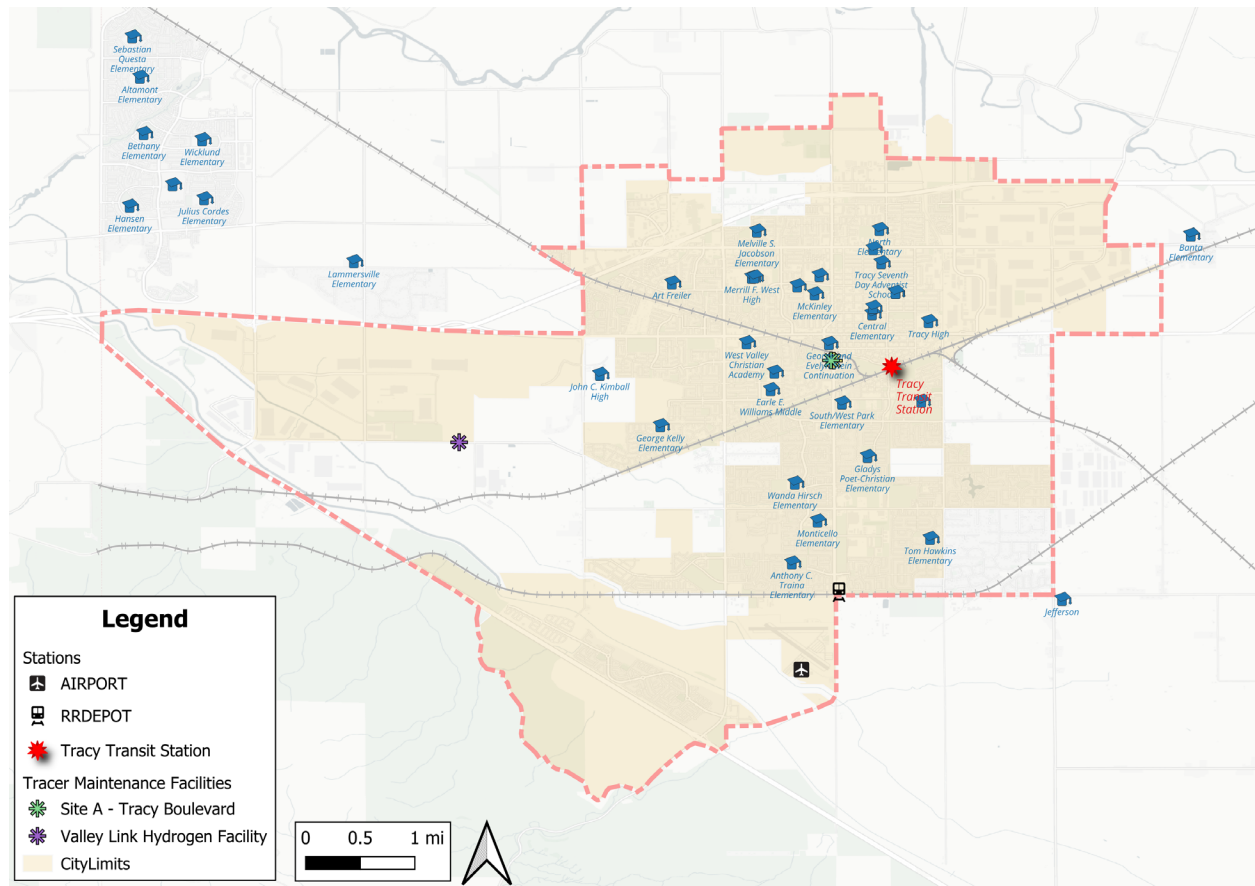 Sebastian
Questa
Elementary
Altamont
Elementary
Bethany
Elementary
Wicklund
Elementary
Hansen
Elementary
Julius Cordes
Elementary
Lammersville
Elementary
Melville S.
Jacobson
Elementary
North
Elementary
Banta
Elementary
Art Freiler
Merrill F. West
High
Tracy Seventh
Day Adventist
School
McKinley
Elementary
Central
Elementary
Tracy High
West Valley
Christian
Academy
George and
Evelyn Stein
Continuation
John C. Kimball
High
Earle E.
Williams Middle
South/West Park
Elementary
Tracy
Transit
Station
George Kelly
Elementary
Gladys
Poet-Christian
Elementary
Wanda Hirsch
Elementary
Monticello
Elementary
Tom Hawkins
Elementary
Anthony C.
Traina
Elementary
Jefferson
Legend
Stations
AIRPORT
RRDEPOT
Tracy Transit Station
Tracer Maintenance Facilities
Site A - Tracy Boulevard
Valley Link Hydrogen Facility
CityLimits
0 0.5 1 mi